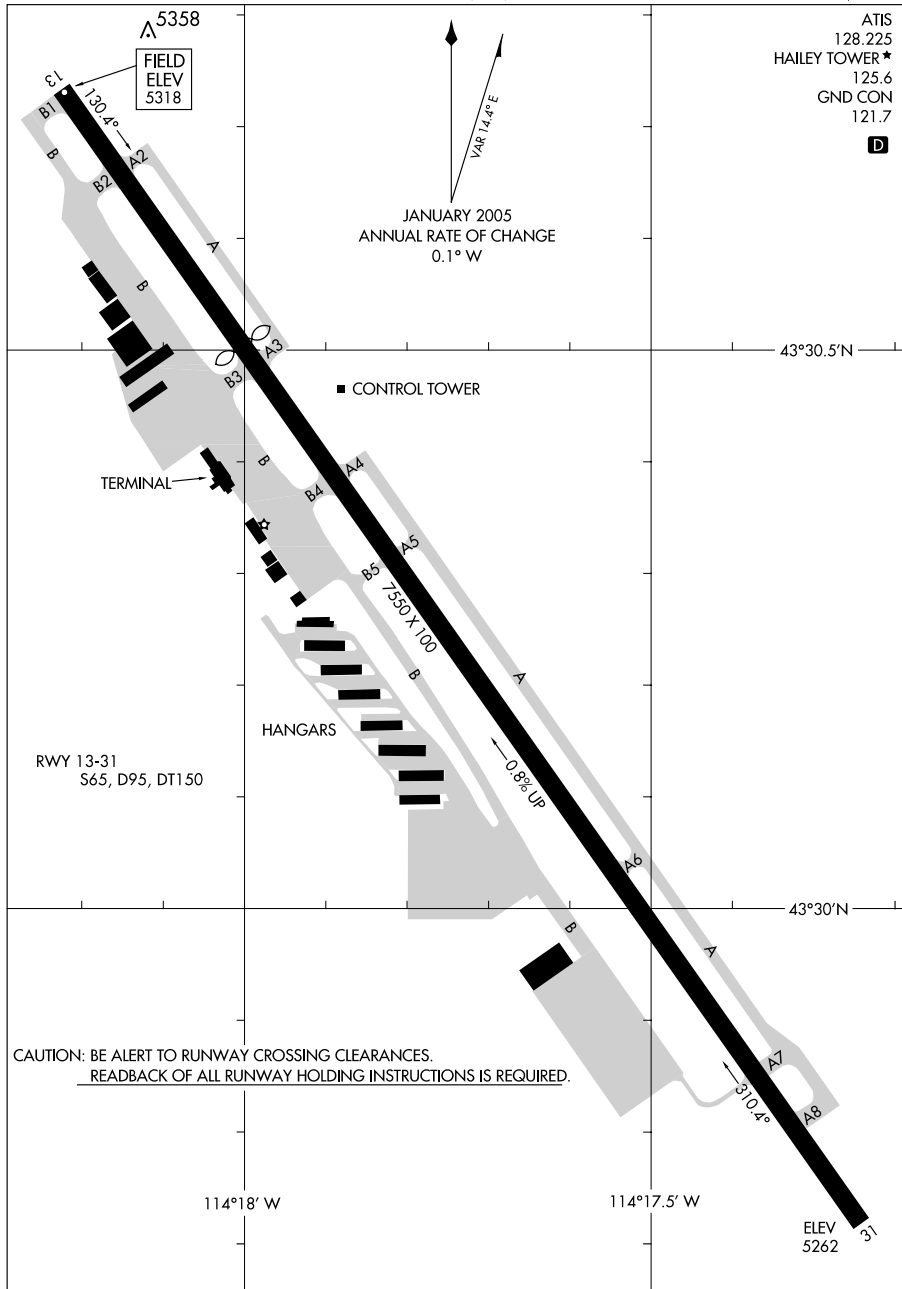 5358
FIELD
ELEV
5318
ATIS
128.225
HAILEY TOWER★
125.6
GND CON
121.7
D
13
130.4°
VAR 14.4° E
JANUARY 2005
ANNUAL RATE OF CHANGE
0.1° W
B1
B
A2
B2
A
B
A3
B3
43°30.5'N
CONTROL TOWER
B
A4
TERMINAL
B4
A5
B5
7550 X 100
B
A
HANGARS
RWY 13-31
S65, D95, DT150
0.8% UP
A6
43°30'N
B
A
CAUTION: BE ALERT TO RUNWAY CROSSING CLEARANCES.
READBACK OF ALL RUNWAY HOLDING INSTRUCTIONS IS REQUIRED.
A7
310.4°
A8
114°18' W
114°17.5' W
ELEV
5262
31